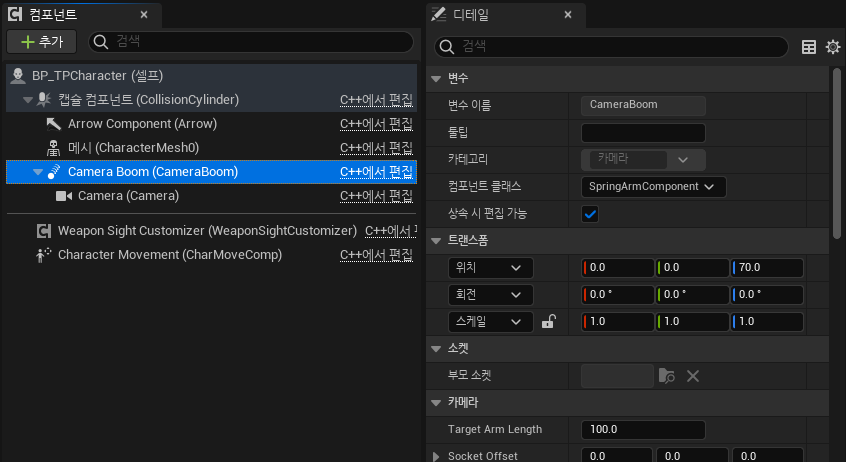 컴포넌트
추가
검색
BP_TPCharacter (셀프)
캡슐 컴포넌트 (CollisionCylinder) C++에서 편집
Arrow Component (Arrow) C++에서 편집
메시 (CharacterMesh0) C++에서 편집
Camera Boom (CameraBoom) C++에서 편집
Camera (Camera) C++에서 편집
Weapon Sight Customizer (WeaponSightCustomizer) C++에서 편
Character Movement (CharMoveComp) C++에서 편집
디테일
검색
변수
변수 이름 CameraBoom
툴팁
카테고리 카메라
컴포넌트 클래스 SpringArmComponent
상속 시 편집 가능
트랜스폼
위치 0.0 0.0 70.0
회전 0.0 ° 0.0 ° 0.0 °
스케일 1.0 1.0 1.0
소켓
부모 소켓
카메라
Target Arm Length 100.0
Socket Offset 0.0 0.0 0.0